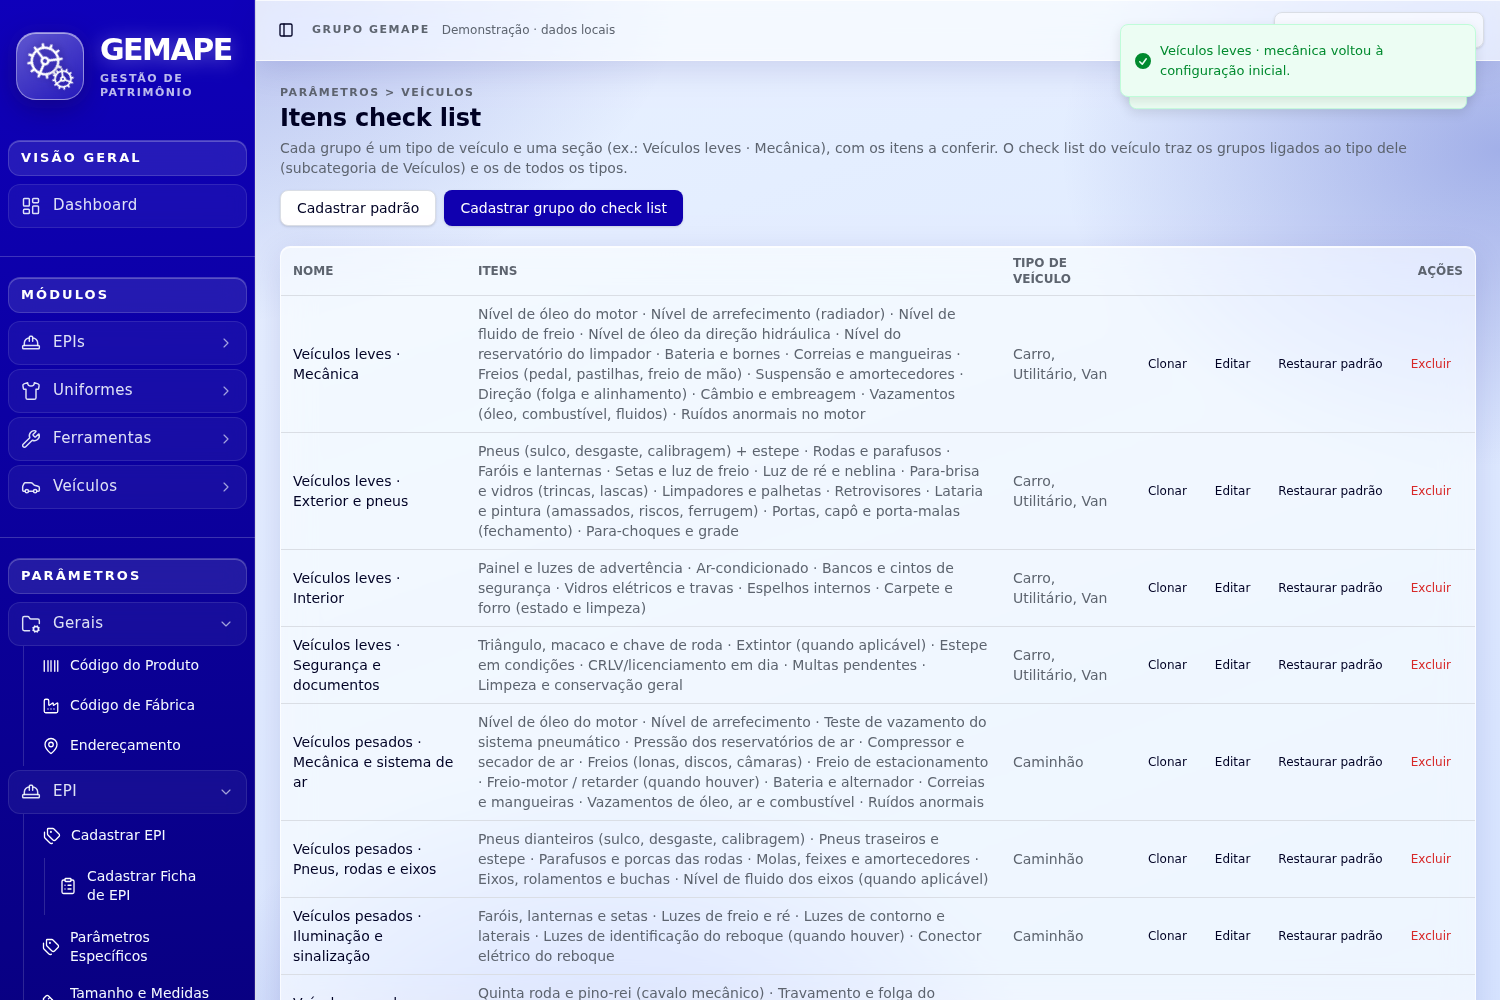 GEMAPE
GESTÃO DE
PATRIMÔNIO
VISÃO GERAL
Dashboard
MÓDULOS
EPIs
Uniformes
Ferramentas
Veículos
PARÂMETROS
Gerais
Código do Produto
Código de Fábrica
Endereçamento
EPI
Cadastrar EPI
Cadastrar Ficha
de EPI
Parâmetros
Específicos
Tamanho e Medidas
GRUPO GEMAPE Demonstração · dados locais
Veículos leves · mecânica voltou à
configuração inicial.
PARÂMETROS > VEÍCULOS
Itens check list
Cada grupo é um tipo de veículo e uma seção (ex.: Veículos leves · Mecânica), com os itens a conferir. O check list do veículo traz os grupos ligados ao tipo dele
(subcategoria de Veículos) e os de todos os tipos.
Cadastrar padrão
Cadastrar grupo do check list
NOME
ITENS
TIPO DE
VEÍCULO
AÇÕES
Veículos leves ·
Mecânica
Nível de óleo do motor · Nível de arrefecimento (radiador) · Nível de
fluido de freio · Nível de óleo da direção hidráulica · Nível do
reservatório do limpador · Bateria e bornes · Correias e mangueiras ·
Freios (pedal, pastilhas, freio de mão) · Suspensão e amortecedores ·
Direção (folga e alinhamento) · Câmbio e embreagem · Vazamentos
(óleo, combustível, fluidos) · Ruídos anormais no motor
Carro,
Utilitário, Van
Clonar Editar Restaurar padrão Excluir
Veículos leves ·
Exterior e pneus
Pneus (sulco, desgaste, calibragem) + estepe · Rodas e parafusos ·
Faróis e lanternas · Setas e luz de freio · Luz de ré e neblina · Para-brisa
e vidros (trincas, lascas) · Limpadores e palhetas · Retrovisores · Lataria
e pintura (amassados, riscos, ferrugem) · Portas, capô e porta-malas
(fechamento) · Para-choques e grade
Carro,
Utilitário, Van
Clonar Editar Restaurar padrão Excluir
Veículos leves ·
Interior
Painel e luzes de advertência · Ar-condicionado · Bancos e cintos de
segurança · Vidros elétricos e travas · Espelhos internos · Carpete e
forro (estado e limpeza)
Carro,
Utilitário, Van
Clonar Editar Restaurar padrão Excluir
Veículos leves ·
Segurança e
documentos
Triângulo, macaco e chave de roda · Extintor (quando aplicável) · Estepe
em condições · CRLV/licenciamento em dia · Multas pendentes ·
Limpeza e conservação geral
Carro,
Utilitário, Van
Clonar Editar Restaurar padrão Excluir
Veículos pesados ·
Mecânica e sistema de
ar
Nível de óleo do motor · Nível de arrefecimento · Teste de vazamento do
sistema pneumático · Pressão dos reservatórios de ar · Compressor e
secador de ar · Freios (lonas, discos, câmaras) · Freio de estacionamento
· Freio-motor / retarder (quando houver) · Bateria e alternador · Correias
e mangueiras · Vazamentos de óleo, ar e combustível · Ruídos anormais
Caminhão
Clonar Editar Restaurar padrão Excluir
Veículos pesados ·
Pneus, rodas e eixos
Pneus dianteiros (sulco, desgaste, calibragem) · Pneus traseiros e
estepe · Parafusos e porcas das rodas · Molas, feixes e amortecedores ·
Eixos, rolamentos e buchas · Nível de fluido dos eixos (quando aplicável)
Caminhão
Clonar Editar Restaurar padrão Excluir
Veículos pesados ·
Iluminação e
sinalização
Faróis, lanternas e setas · Luzes de freio e ré · Luzes de contorno e
laterais · Luzes de identificação do reboque (quando houver) · Conector
elétrico do reboque
Caminhão
Clonar Editar Restaurar padrão Excluir
Quinta roda e pino-rei (cavalo mecânico) · Travamento e folga do